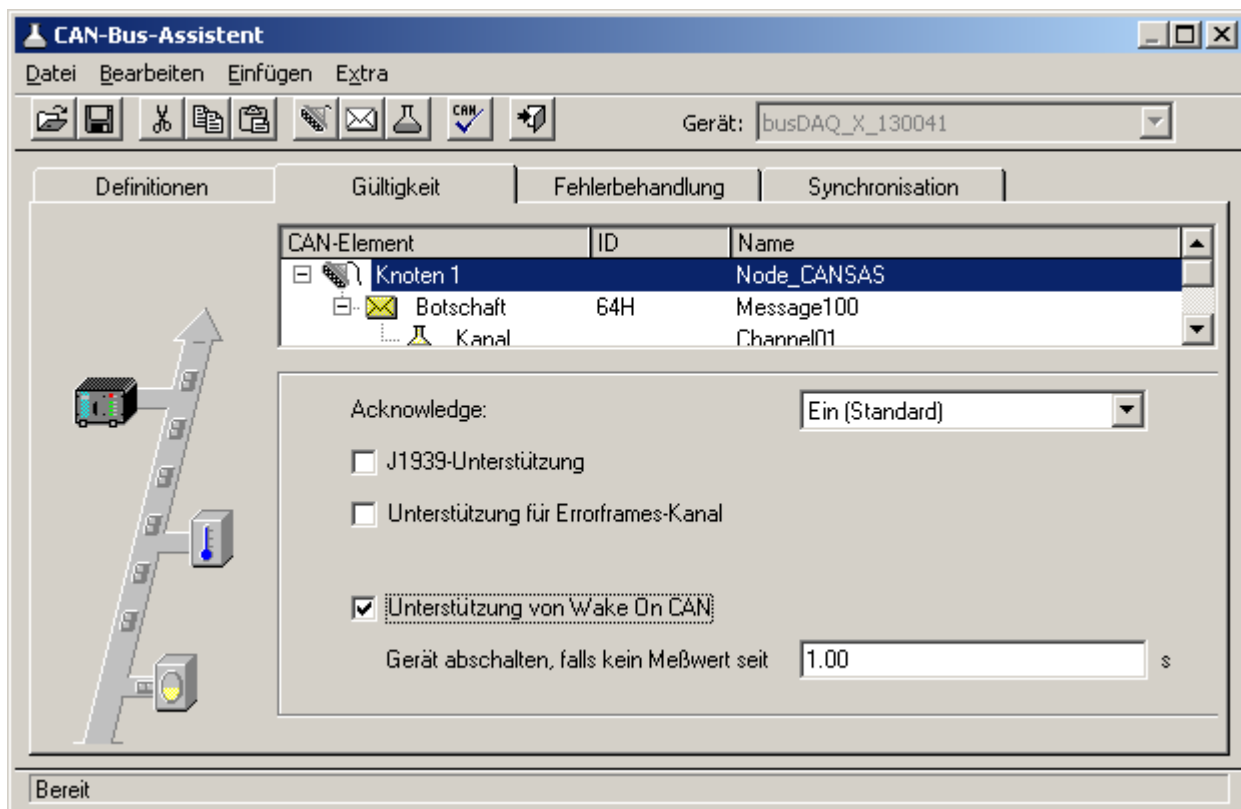 CAN-Bus-Assistent
Datei Bearbeiten Einfügen Extra
CAN Gerät: busDAQ_X_130041
Definitionen Gültigkeit Fehlerbehandlung Synchronisation
CAN-Element ID Name
Knoten 1 Node_CANSAS
Botschaft 64H Message100
Kanal Channel01
Acknowledge: Ein (Standard)
J1939-Unterstützung
Unterstützung für Errorframes-Kanal
Unterstützung von Wake On CAN
Gerät abschalten, falls kein Meßwert seit 1.00 s
Bereit